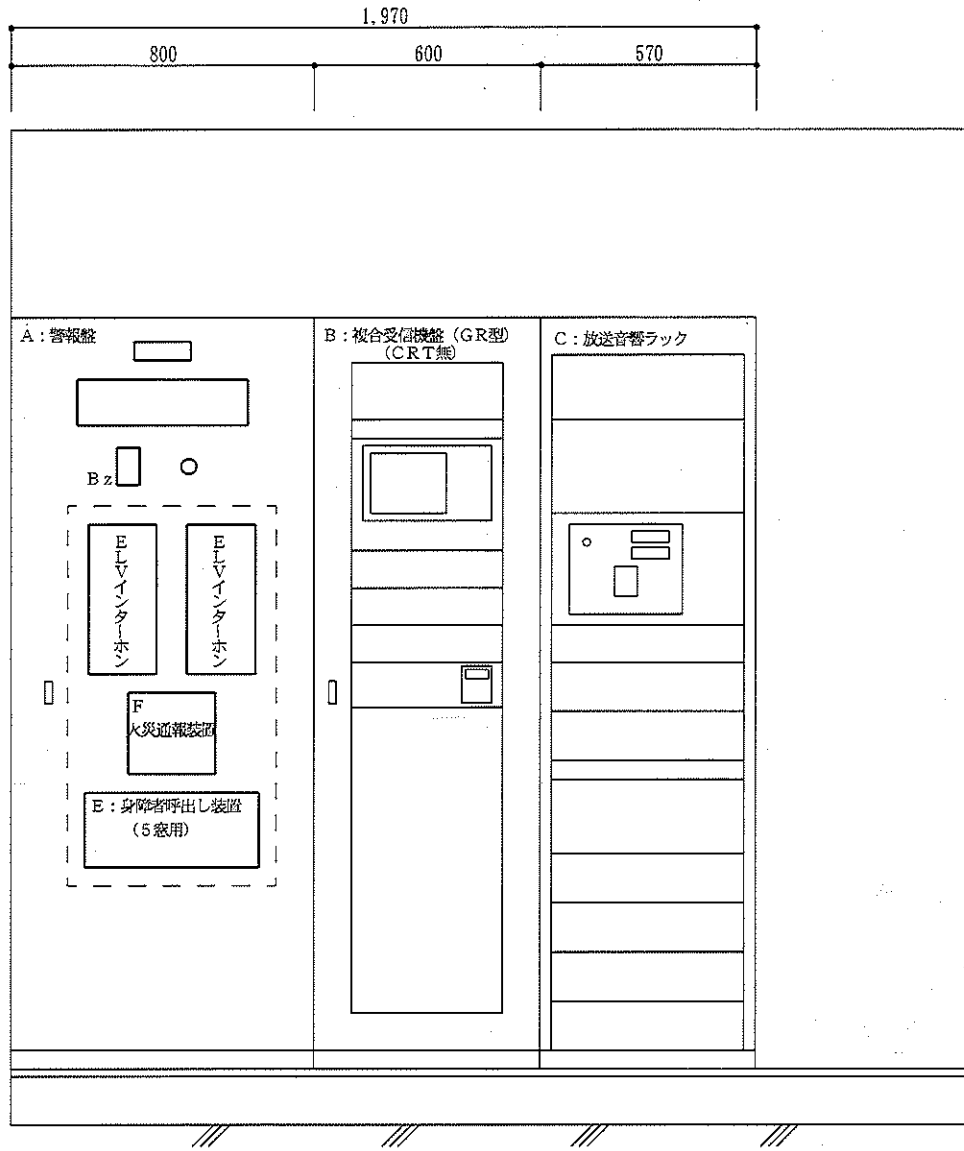 1,970
800
600
570
A:警報盤
B:複合受信機盤(GR型)
(CRT無)
C:放送音響ラック
Bz
ELVインターホン
ELVインターホン
F
火災通報装置
E:身障者呼出し装置
(5窓用)